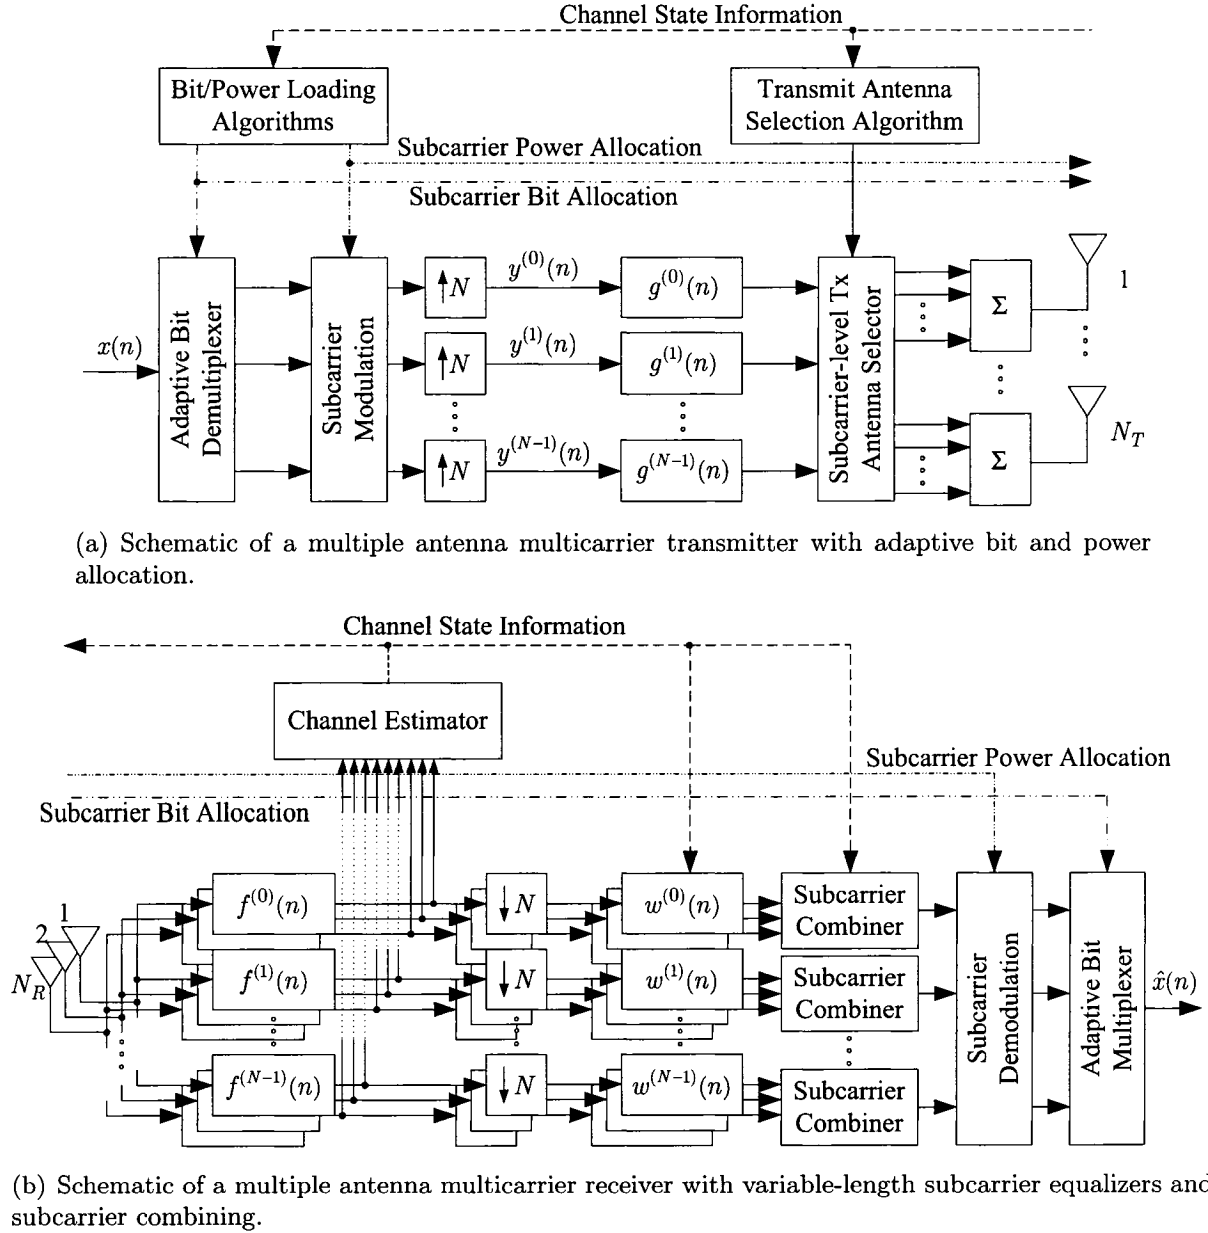 Channel State Information
Bit/Power Loading
Algorithms
Transmit Antenna
Selection Algorithm
Subcarrier Power Allocation
Subcarrier Bit Allocation
x(n)
Adaptive Bit
Demultiplexer
Subcarrier
Modulation
↑N
y^{(0)}(n)
g^{(0)}(n)
↑N
y^{(1)}(n)
g^{(1)}(n)
↑N
y^{(N-1)}(n)
g^{(N-1)}(n)
Subcarrier-level Tx
Antenna Selector
Σ
1
Σ
N_T
(a) Schematic of a multiple antenna multicarrier transmitter with adaptive bit and power
allocation.
Channel State Information
Channel Estimator
Subcarrier Power Allocation
Subcarrier Bit Allocation
1
2
N_R
f^{(0)}(n)
↓N
w^{(0)}(n)
Subcarrier
Combiner
f^{(1)}(n)
↓N
w^{(1)}(n)
Subcarrier
Combiner
f^{(N-1)}(n)
↓N
w^{(N-1)}(n)
Subcarrier
Combiner
Subcarrier
Demodulation
Adaptive Bit
Multiplexer
x̂(n)
(b) Schematic of a multiple antenna multicarrier receiver with variable-length subcarrier equalizers and
subcarrier combining.